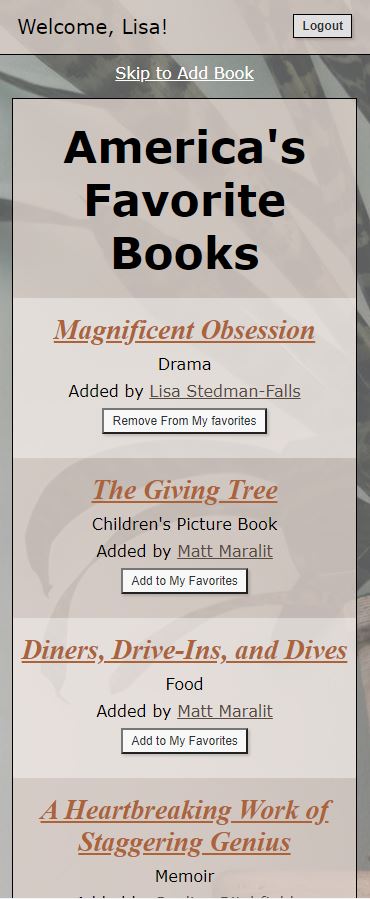 Welcome, Lisa!
Logout
Skip to Add Book
America's
Favorite
Books
Magnificent Obsession
Drama
Added by Lisa Stedman-Falls
Remove From My favorites
The Giving Tree
Children's Picture Book
Added by Matt Maralit
Add to My Favorites
Diners, Drive-Ins, and Dives
Food
Added by Matt Maralit
Add to My Favorites
A Heartbreaking Work of
Staggering Genius
Memoir
Added by